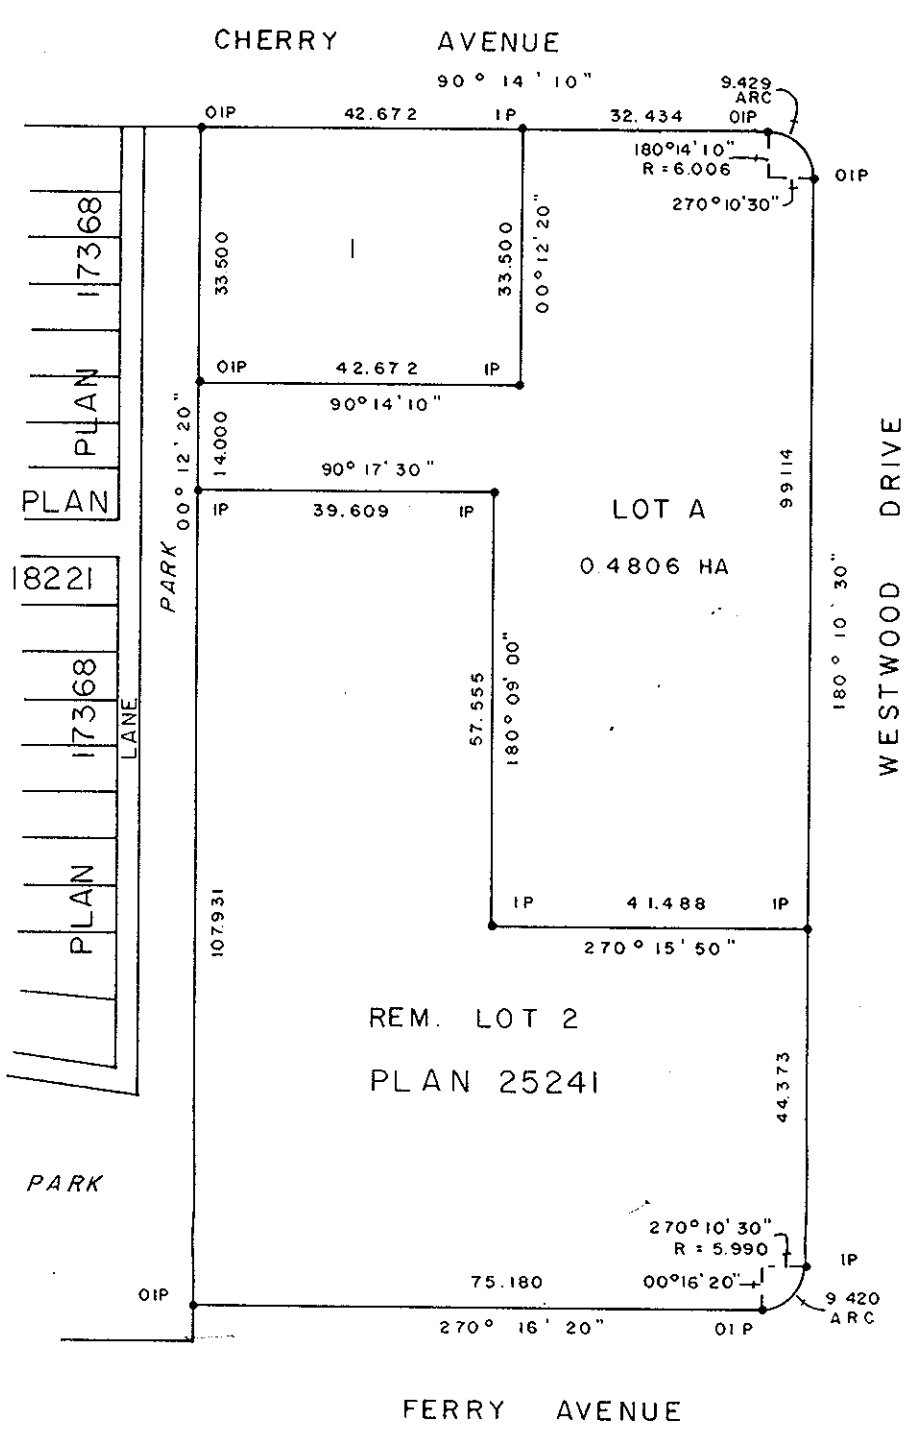 CHERRY AVENUE
90° 14' 10"
9.429
ARC
OIP
42.672
IP
32.434
OIP
180°14'10"
R = 6.006
OIP
270°10'30"
17368
33.500
1
33.500
00°12'20"
OIP
42.672
IP
90°14'10"
PLAN
00° 12' 20"
14.000
90° 17' 30"
IP
39.609
IP
LOT A
0.4806 HA
99.114
WESTWOOD DRIVE
PLAN
18221
PARK
180° 10' 30"
17368
LANE
57.555
180° 09' 00"
PLAN
107.931
IP
41.488
IP
270° 15' 50"
REM. LOT 2
PLAN 25241
44.373
PARK
270°10'30"
R = 5.990
IP
OIP
75.180
00°16'20"
9 420
ARC
270° 16' 20"
OIP
FERRY AVENUE